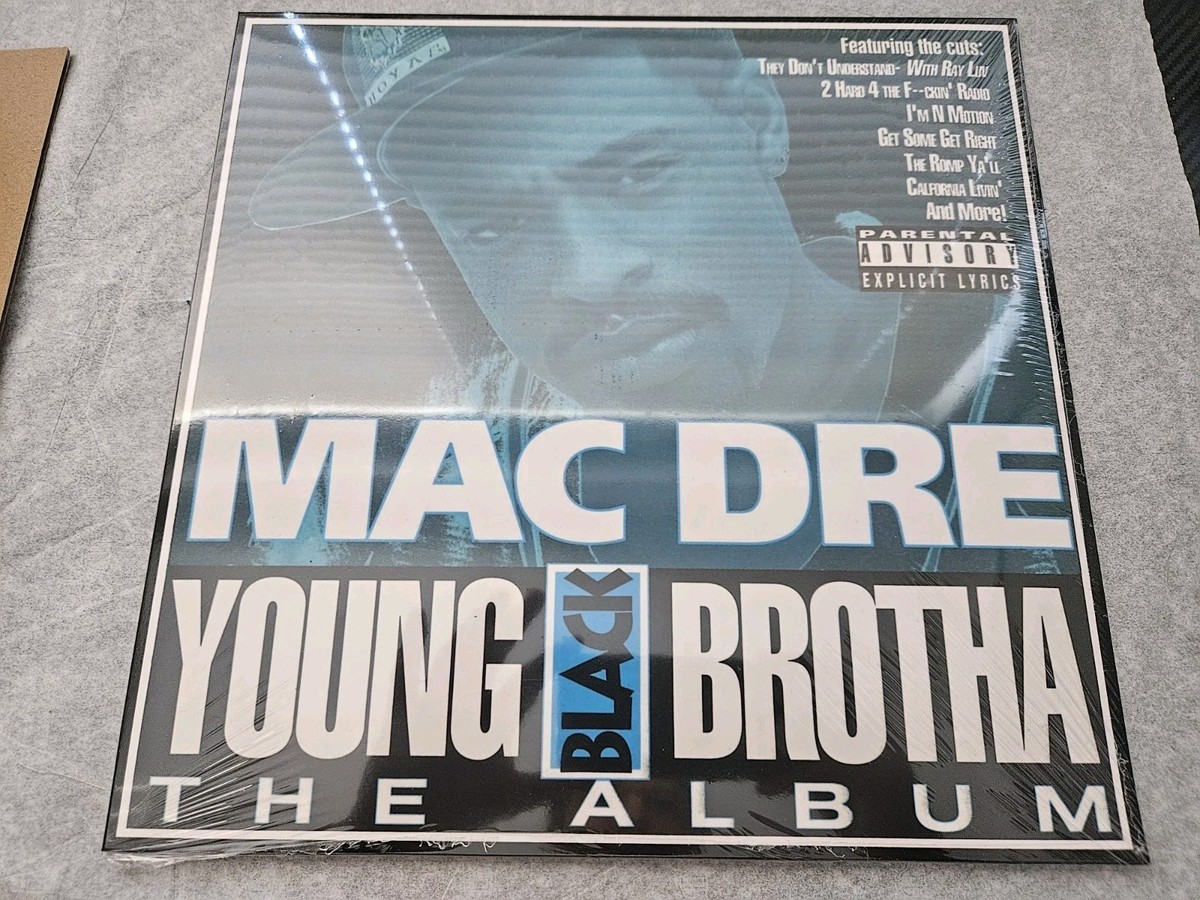 Featuring the cuts:
They Don't Understand- With Ray Luv
2 Hard 4 the F--ckin' Radio
I'm N Motion
Get Some Get Right
The Romp Ya'll
Calfornia Livin'
And More!
PARENTAL
ADVISORY
EXPLICIT LYRICS
MAC DRE
YOUNG BLACK BROTHA
THE ALBUM